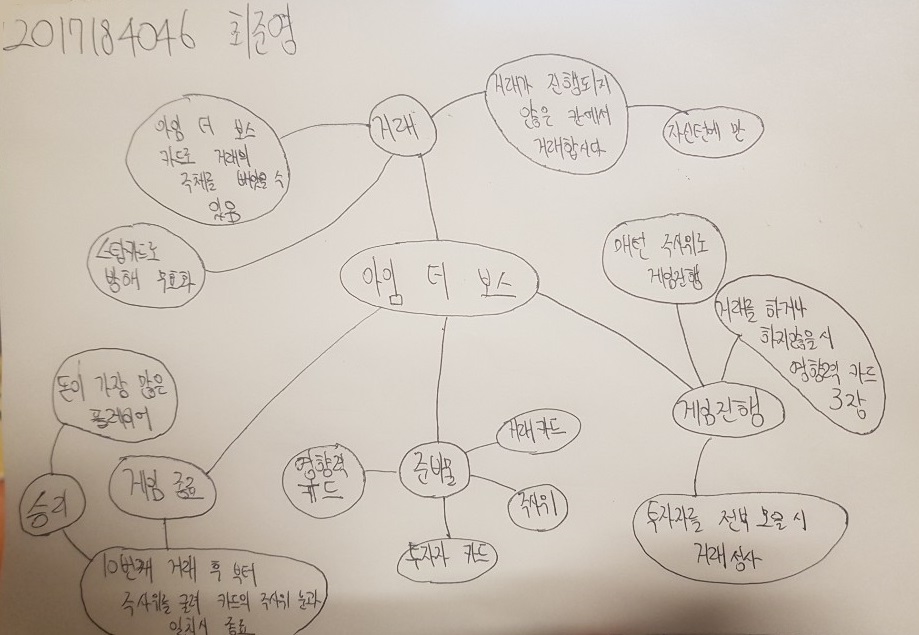 2017184046 최준영
아임 더 보스
카드로 거래의
주체를 빼앗을 수
있음
거래
거래가 진행되지
않은 칸에서
거래합시다
자신턴에 만
스탑카드로
방해 무효화
아임 더 보스
매턴 주사위로
게임진행
거래를 하거나
하지않을시
영향력 카드
3장
게임진행
투자자를 전부 모을 시
거래 성사
돈이 가장 많은
플레이어
승리
게임 종료
10번째 거래 후 부터
주사위를 굴려 카드의 주사위 눈과
일치시 종료
영향력
카드
준비물
거래 카드
주사위
투자자 카드